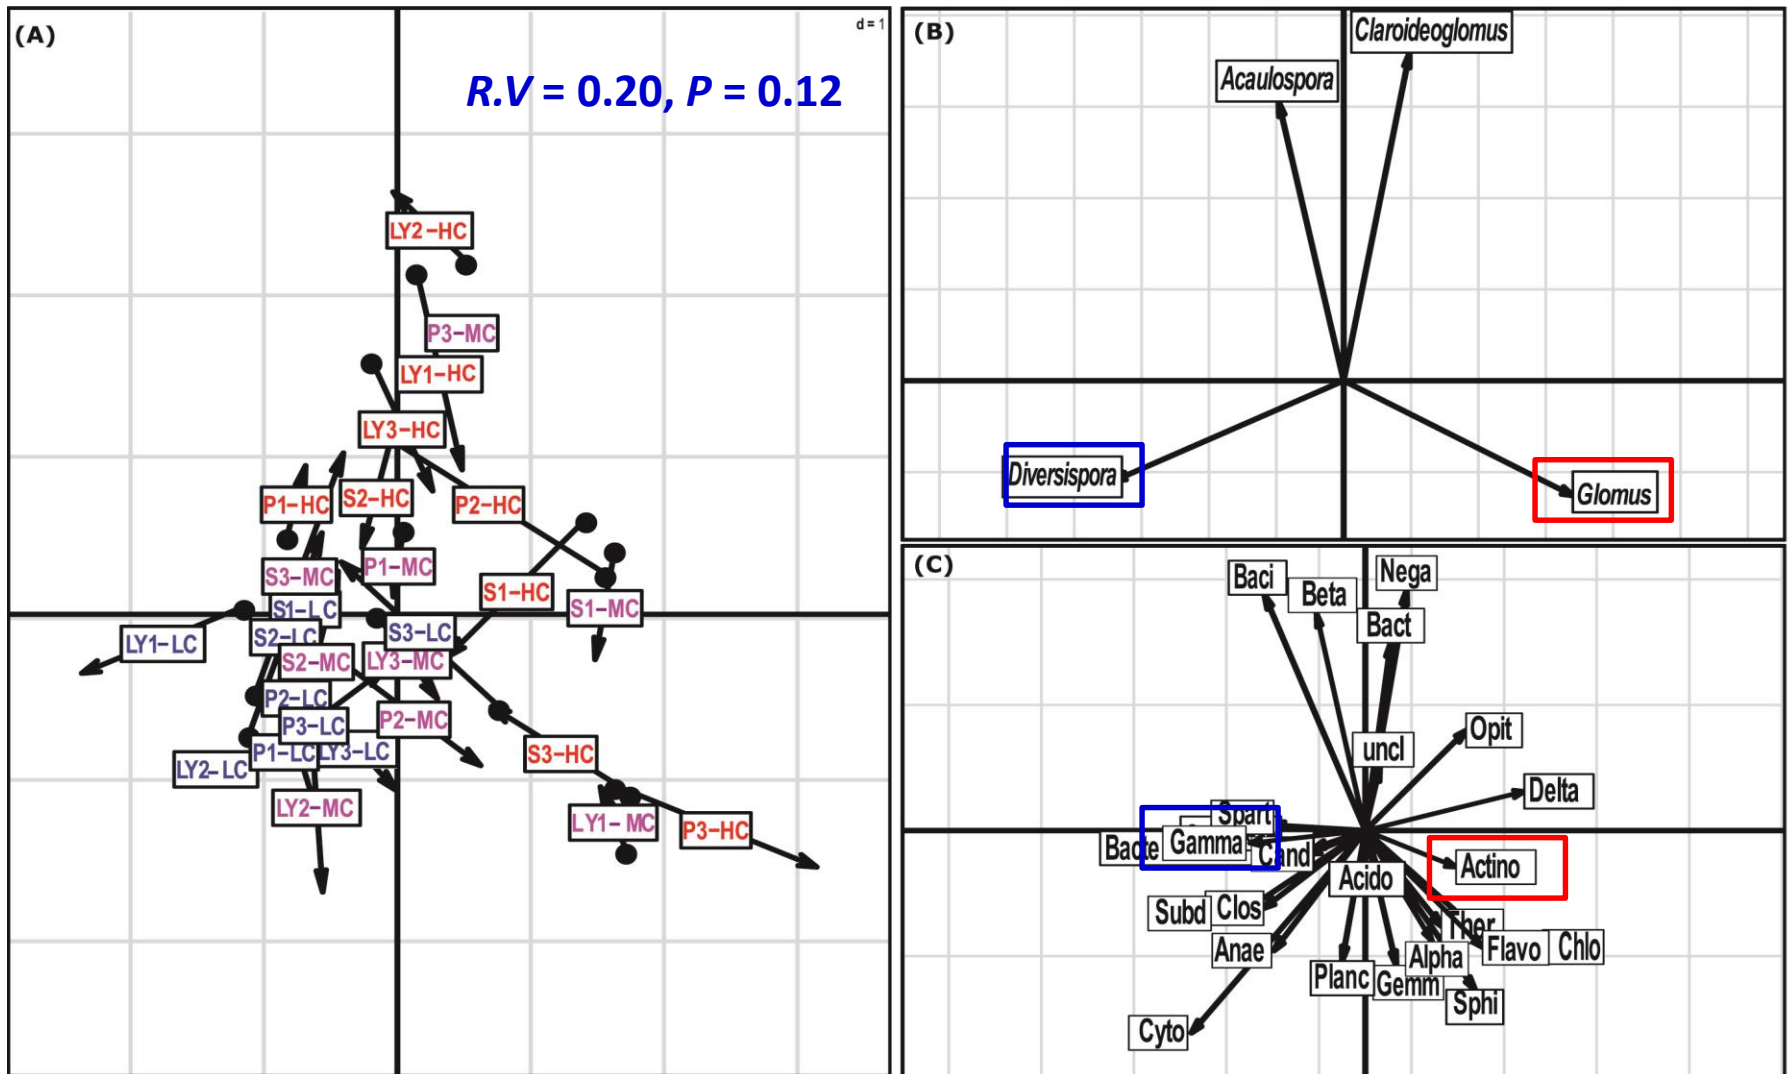 (A)
d = 1
R.V = 0.20, P = 0.12
LY2-HC
P3-MC
LY1-HC
LY3-HC
P1-HC
S2-HC
P2-HC
S3-MC
P1-MC
S1-HC
S1-MC
S1-LC
LY1-LC
S2-LC
S3-LC
S2-MC
LY3-MC
P2-LC
P3-LC
P2-MC
P1-LC
LY3-LC
LY2-LC
S3-HC
LY2-MC
LY1-MC
P3-HC
(B)
Claroideoglomus
Acaulospora
Diversispora
Glomus
(C)
Baci
Beta
Nega
Bact
Opit
uncl
Delta
Spart
Gamma
Bacte
Cand
Actino
Acido
Subd
Clos
Ther
Anae
Alpha
Flavo
Chlo
Planc
Gemm
Sphi
Cyto